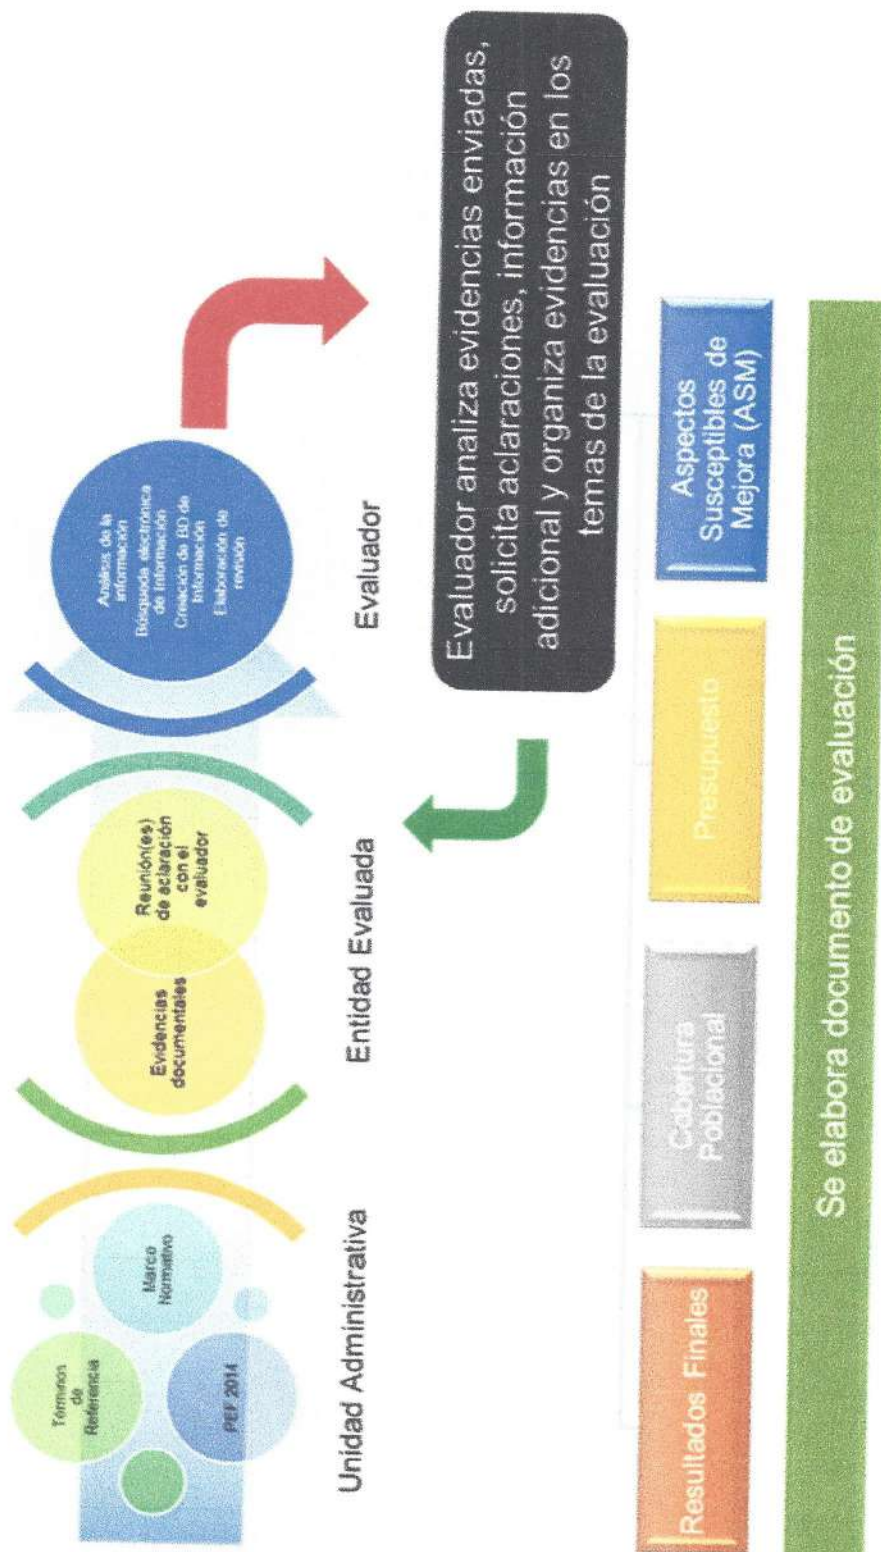 Términos
de
Referencia
Marco
Normativo
PEF 2014
Unidad Administrativa
Evidencias
documentales
Reunión(es)
de aclaración
con el
evaluador
Entidad Evaluada
Análisis de la
información
Búsqueda electrónica
de Información
Creación de BD de
Información
Elaboración de
revisión
Evaluador
Evaluador analiza evidencias enviadas,
solicita aclaraciones, información
adicional y organiza evidencias en los
temas de la evaluación
Resultados Finales
Cobertura
Poblacional
Presupuesto
Aspectos
Susceptibles de
Mejora (ASM)
Se elabora documento de evaluación